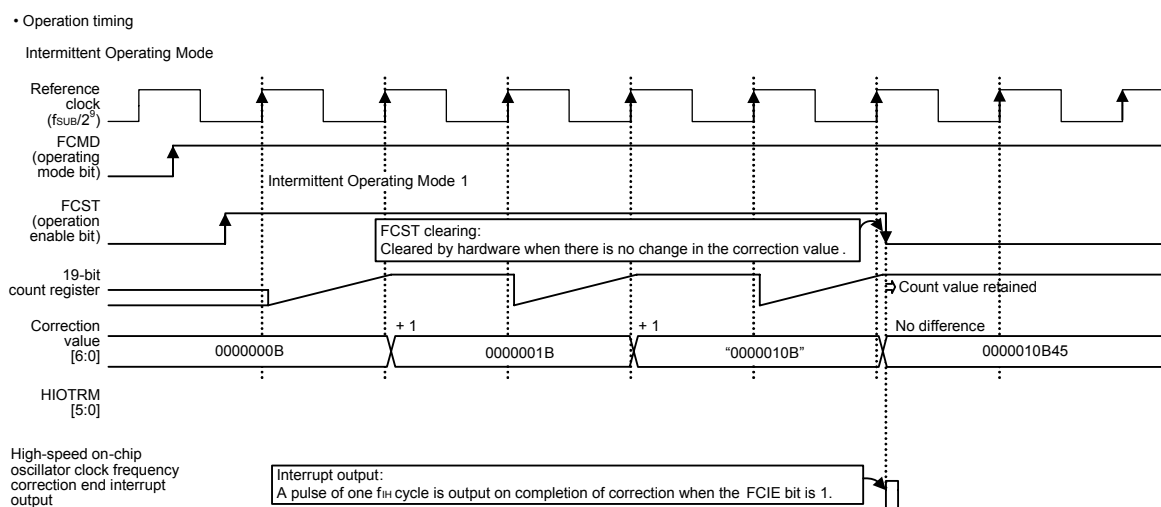 • Operation timing
Intermittent Operating Mode
Reference
clock
(fSUB/2^9)
FCMD
(operating
mode bit)
Intermittent Operating Mode 1
FCST
(operation
enable bit)
FCST clearing:
Cleared by hardware when there is no change in the correction value .
19-bit
count register
Count value retained
Correction
value
[6:0]
+ 1
+ 1
No difference
0000000B
0000001B
“0000010B”
0000010B45
HIOTRM
[5:0]
High-speed on-chip
oscillator clock frequency
correction end interrupt
output
Interrupt output:
A pulse of one fIH cycle is output on completion of correction when the FCIE bit is 1.